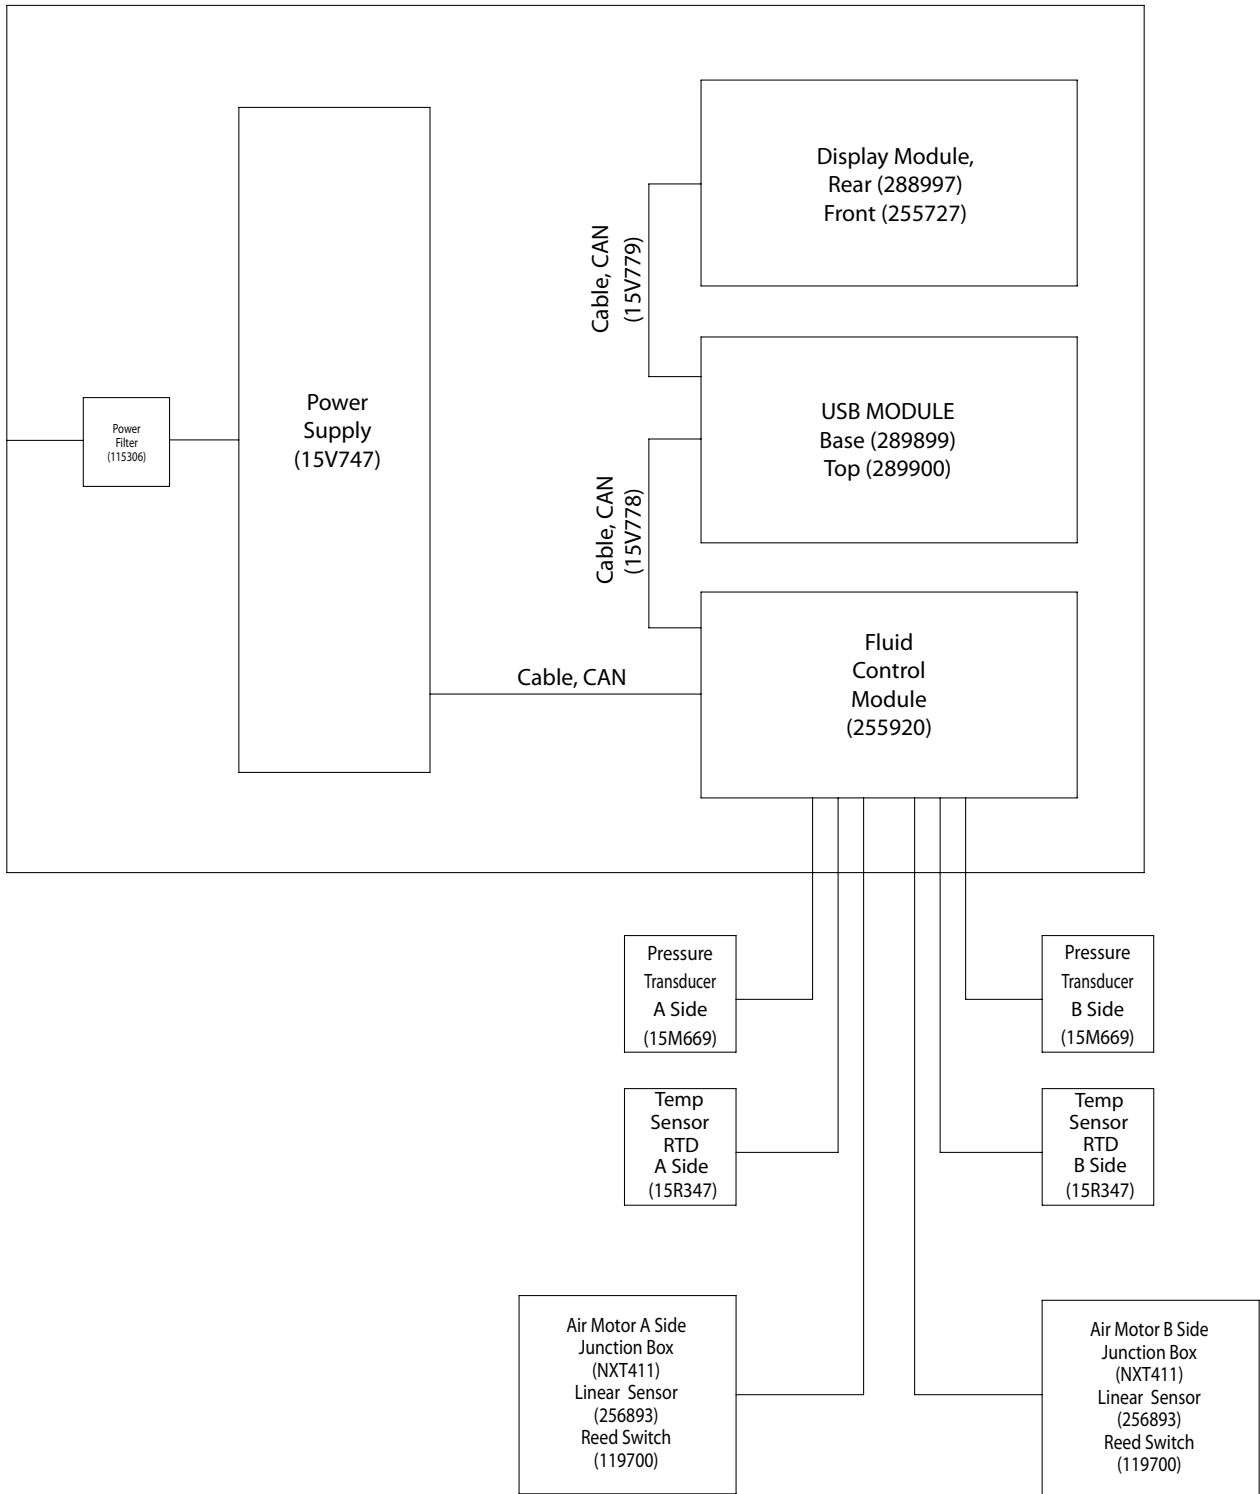 Display Module,
Rear (288997)
Front (255727)
Cable, CAN
(15V779)
Power
Filter
(115306)
Power
Supply
(15V747)
USB MODULE
Base (289899)
Top (289900)
Cable, CAN
(15V778)
Fluid
Control
Module
(255920)
Cable, CAN
Pressure
Transducer
A Side
(15M669)
Pressure
Transducer
B Side
(15M669)
Temp
Sensor
RTD
A Side
(15R347)
Temp
Sensor
RTD
B Side
(15R347)
Air Motor A Side
Junction Box
(NXT411)
Linear Sensor
(256893)
Reed Switch
(119700)
Air Motor B Side
Junction Box
(NXT411)
Linear Sensor
(256893)
Reed Switch
(119700)